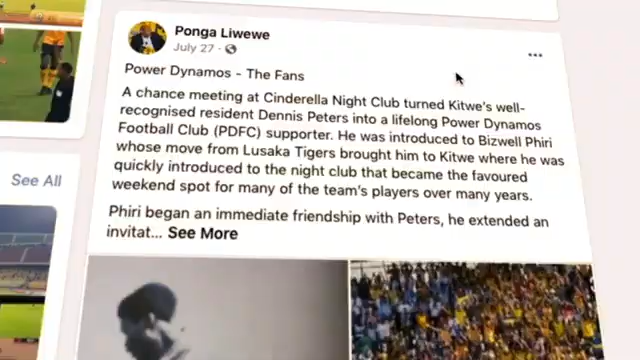 Ponga Liwewe
July 27 ·
Power Dynamos - The Fans
A chance meeting at Cinderella Night Club turned Kitwe's well-
recognised resident Dennis Peters into a lifelong Power Dynamos
Football Club (PDFC) supporter. He was introduced to Bizwell Phiri
whose move from Lusaka Tigers brought him to Kitwe where he was
quickly introduced to the night club that became the favoured
weekend spot for many of the team's players over many years.
Phiri began an immediate friendship with Peters, he extended an
invitat... See More
See All